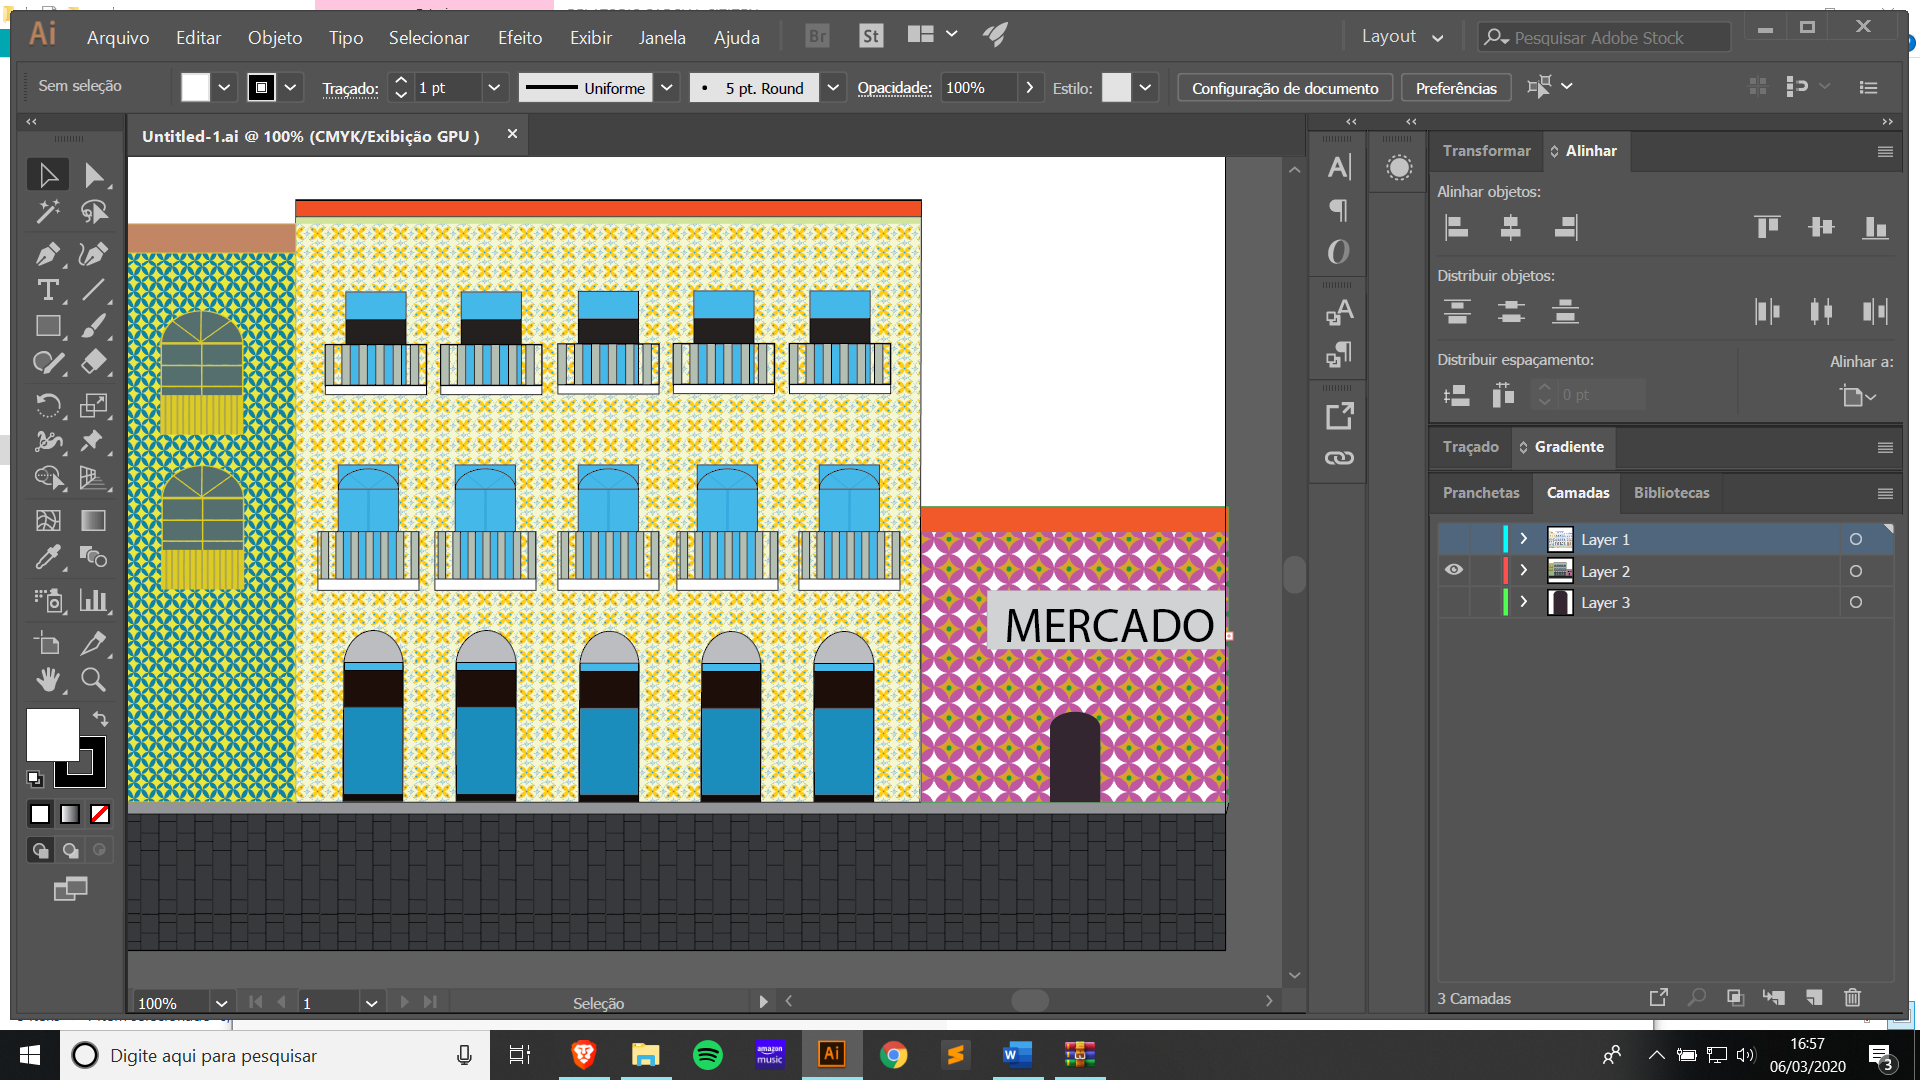 Ai Arquivo Editar Objeto Tipo Selecionar Efeito Exibir Janela Ajuda Br St Layout Pesquisar Adobe Stock
Sem seleção Traçado: 1 pt Uniforme 5 pt. Round Opacidade: 100% Estilo: Configuração de documento Preferências
Untitled-1.ai @ 100% (CMYK/Exibição GPU )
Transformar Alinhar
Alinhar objetos:
Distribuir objetos:
Distribuir espaçamento: Alinhar a:
0 pt
Traçado Gradiente
Pranchetas Camadas Bibliotecas
Layer 1
Layer 2
Layer 3
MERCADO
3 Camadas
100% 1 Seleção
Digite aqui para pesquisar
amazon music
Ai
W
16:57
06/03/2020
3